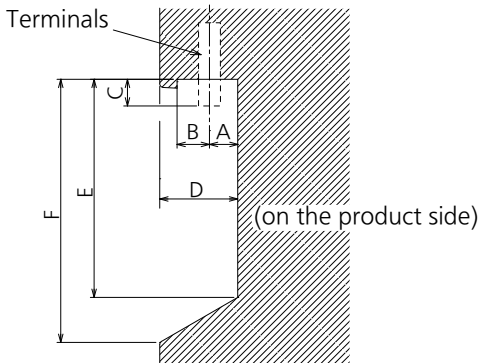 Terminals
C
B
A
D
E
F
(on the product side)